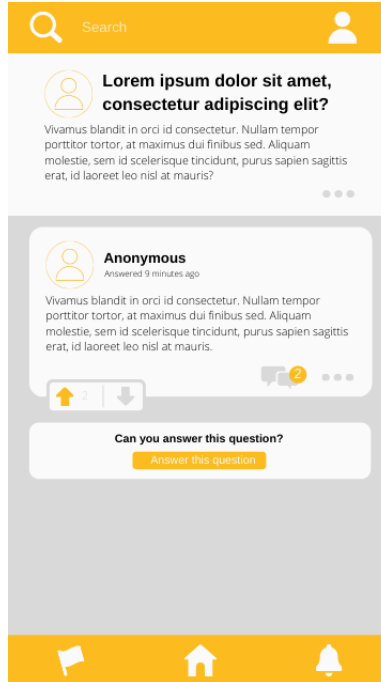 Search
Lorem ipsum dolor sit amet,
consectetur adipiscing elit?
Vivamus blandit in orci id consectetur. Nullam tempor
porttitor tortor, at maximus dui finibus sed. Aliquam
molestie, sem id scelerisque tincidunt, purus sapien sagittis
erat, id laoreet leo nisl at mauris?
Anonymous
Answered 9 minutes ago
Vivamus blandit in orci id consectetur. Nullam tempor
porttitor tortor, at maximus dui finibus sed. Aliquam
molestie, sem id scelerisque tincidunt, purus sapien sagittis
erat, id laoreet leo nisl at mauris.
2
2
Can you answer this question?
Answer this question